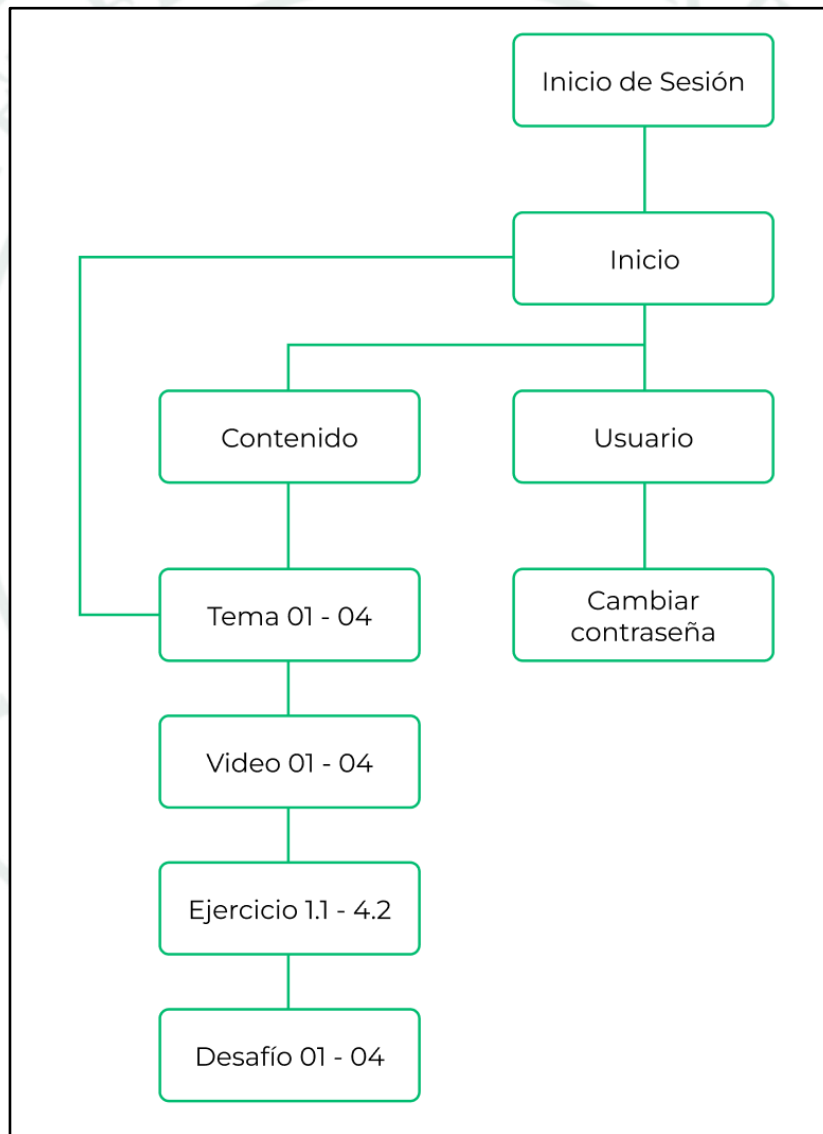 Inicio de Sesión
Inicio
Contenido
Usuario
Tema 01 - 04
Cambiar
contraseña
Video 01 - 04
Ejercicio 1.1 - 4.2
Desafío 01 - 04